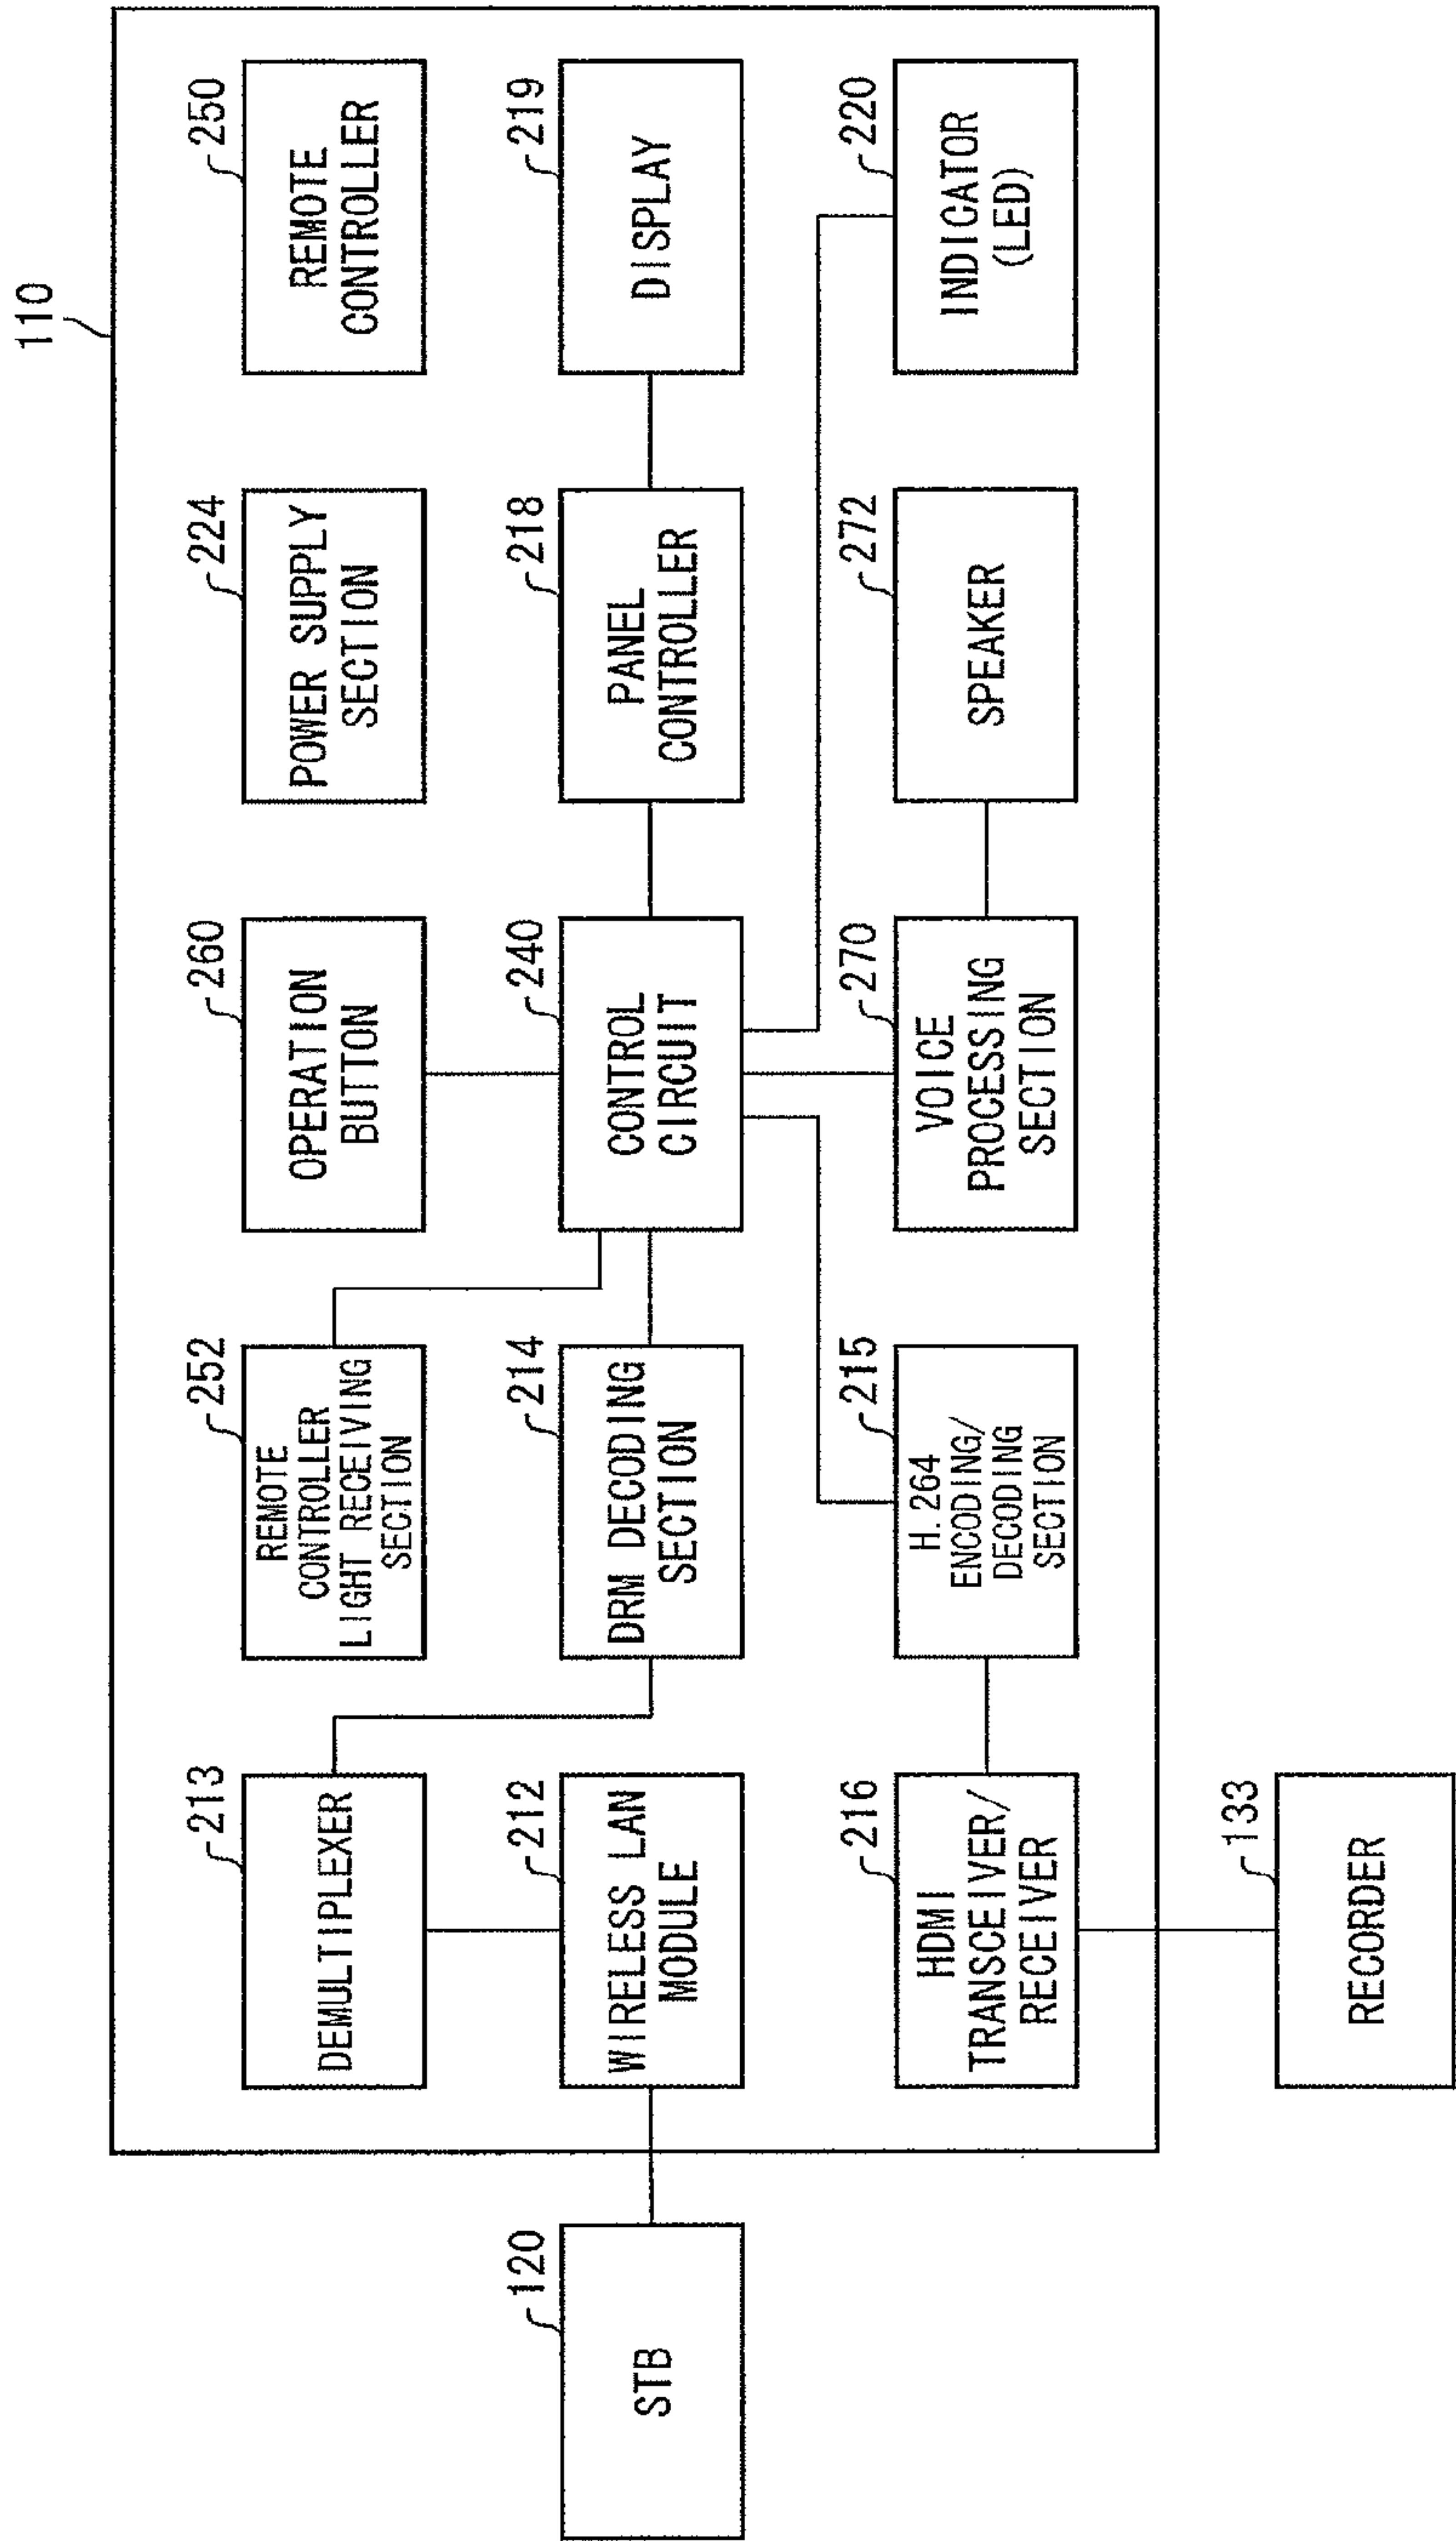 110
213
DEMULTIPLEXER
252
REMOTE
CONTROLLER
LIGHT RECEIVING
SECTION
260
OPERATION
BUTTON
224
POWER SUPPLY
SECTION
250
REMOTE
CONTROLLER
120
STB
212
WIRELESS LAN
MODULE
214
DRM DECODING
SECTION
240
CONTROL
CIRCUIT
218
PANEL
CONTROLLER
219
DISPLAY
216
HDMI
TRANSCEIVER/
RECEIVER
215
H.264
ENCODING/
DECODING
SECTION
270
VOICE
PROCESSING
SECTION
272
SPEAKER
220
INDICATOR
(LED)
133
RECORDER